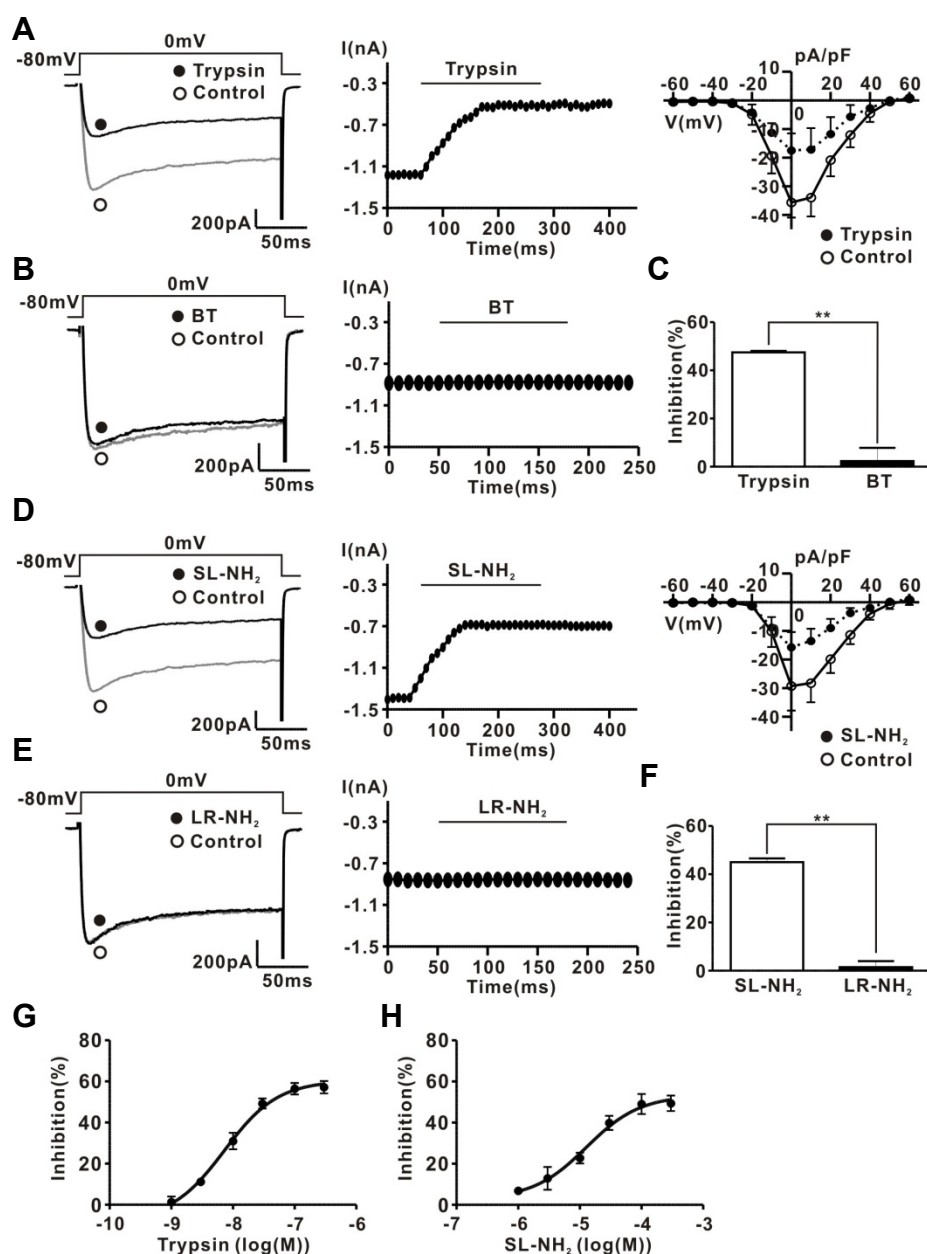 A
0mV
-80mV
● Trypsin
○ Control
200pA
50ms
I(nA)
-0.3
-0.7
-1.1
-1.5
Trypsin
0 100 200 300 400
Time(ms)
pA/pF
10
-60 -20 20 40 60
V(mV)
0
-10
-20
-30
-40
● Trypsin
○ Control
B
0mV
-80mV
● BT
○ Control
200pA
50ms
I(nA)
-0.3
-0.7
-1.1
-1.5
BT
0 50 100 150 200 250
Time(ms)
C
Inhibition(%)
60
40
20
0
**
Trypsin BT
D
0mV
-80mV
● SL-NH₂
○ Control
200pA
50ms
I(nA)
-0.3
-0.7
-1.1
-1.5
SL-NH₂
0 100 200 300 400
Time(ms)
pA/pF
10
-60 -20 20 40 60
V(mV)
0
-10
-20
-30
-40
● SL-NH₂
○ Control
E
0mV
-80mV
● LR-NH₂
○ Control
200pA
50ms
I(nA)
-0.3
-0.7
-1.1
-1.5
LR-NH₂
0 50 100 150 200 250
Time(ms)
F
Inhibition(%)
60
40
20
0
**
SL-NH₂ LR-NH₂
G
Inhibition(%)
80
60
40
20
0
-10 -9 -8 -7 -6
Trypsin (log(M))
H
Inhibition(%)
80
60
40
20
0
-7 -6 -5 -4 -3
SL-NH₂ (log(M))